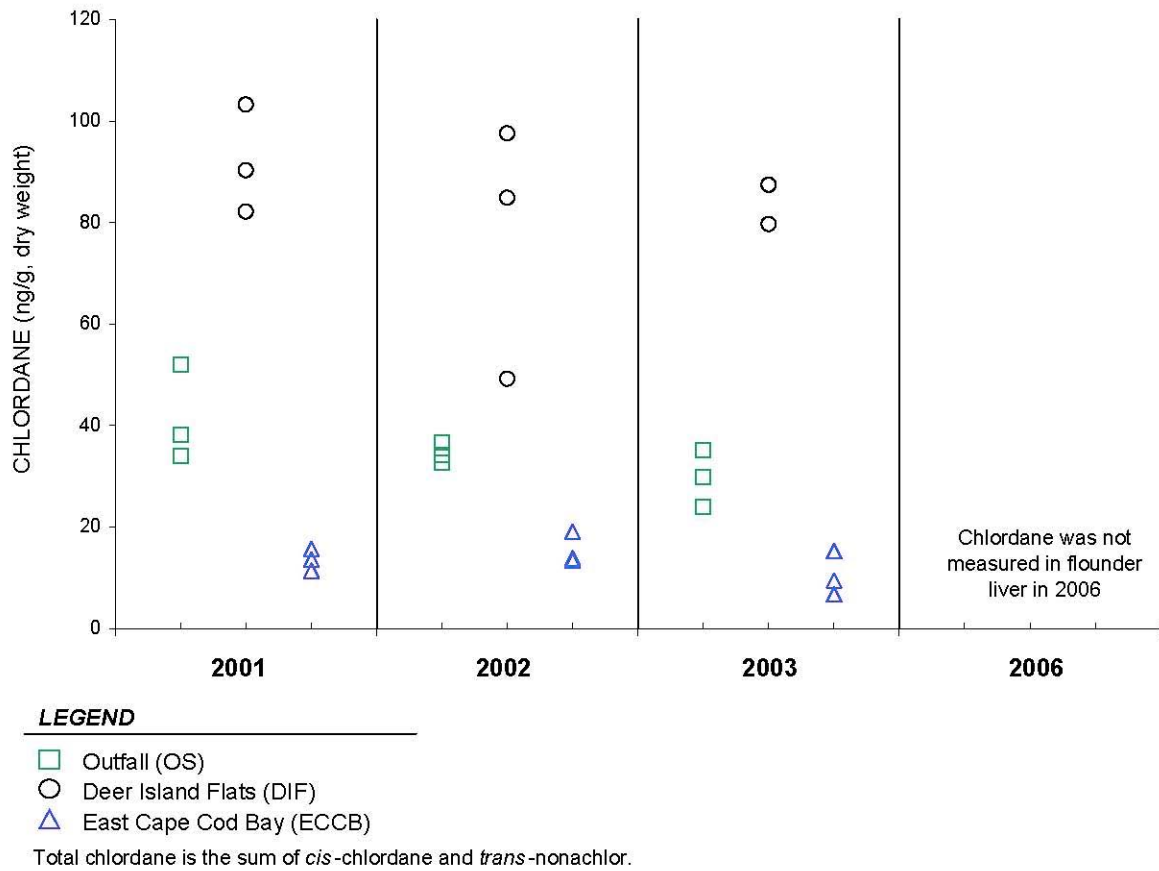 CHLORDANE (ng/g, dry weight)
120
100
80
60
40
20
0
Chlordane was not
measured in flounder
liver in 2006
2001 2002 2003 2006
LEGEND
Outfall (OS)
Deer Island Flats (DIF)
East Cape Cod Bay (ECCB)
Total chlordane is the sum of cis-chlordane and trans-nonachlor.